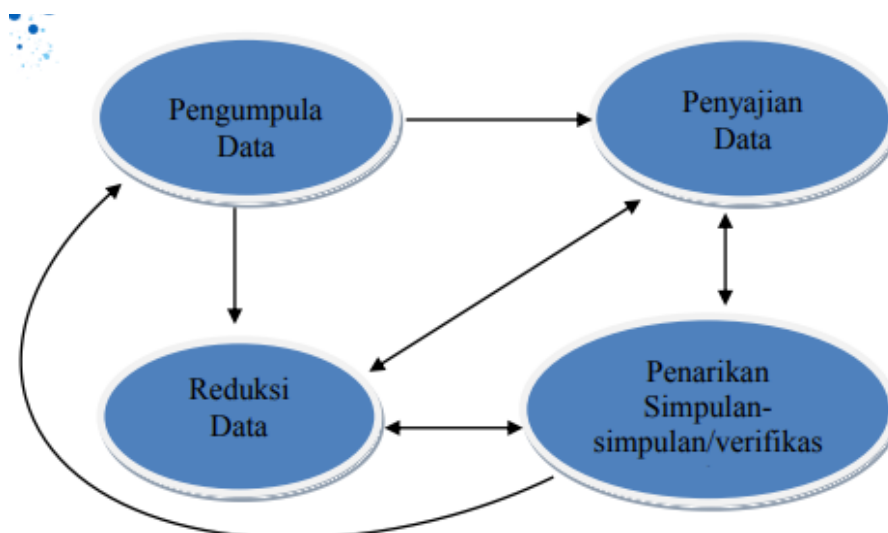 Pengumpula
Data
Penyajian
Data
Reduksi
Data
Penarikan
Simpulan-
simpulan/verifikas